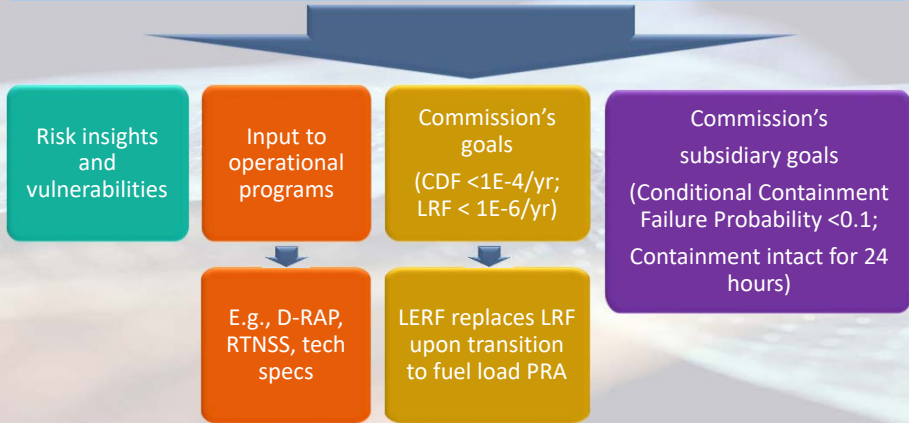 Risk insights
and
vulnerabilities
Input to
operational
programs
Commission's
goals
(CDF <1E-4/yr;
LRF < 1E-6/yr)
Commission's
subsidiary goals
(Conditional Containment
Failure Probability <0.1;
Containment intact for 24
hours)
E.g., D-RAP,
RTNSS, tech
specs
LERF replaces LRF
upon transition
to fuel load PRA